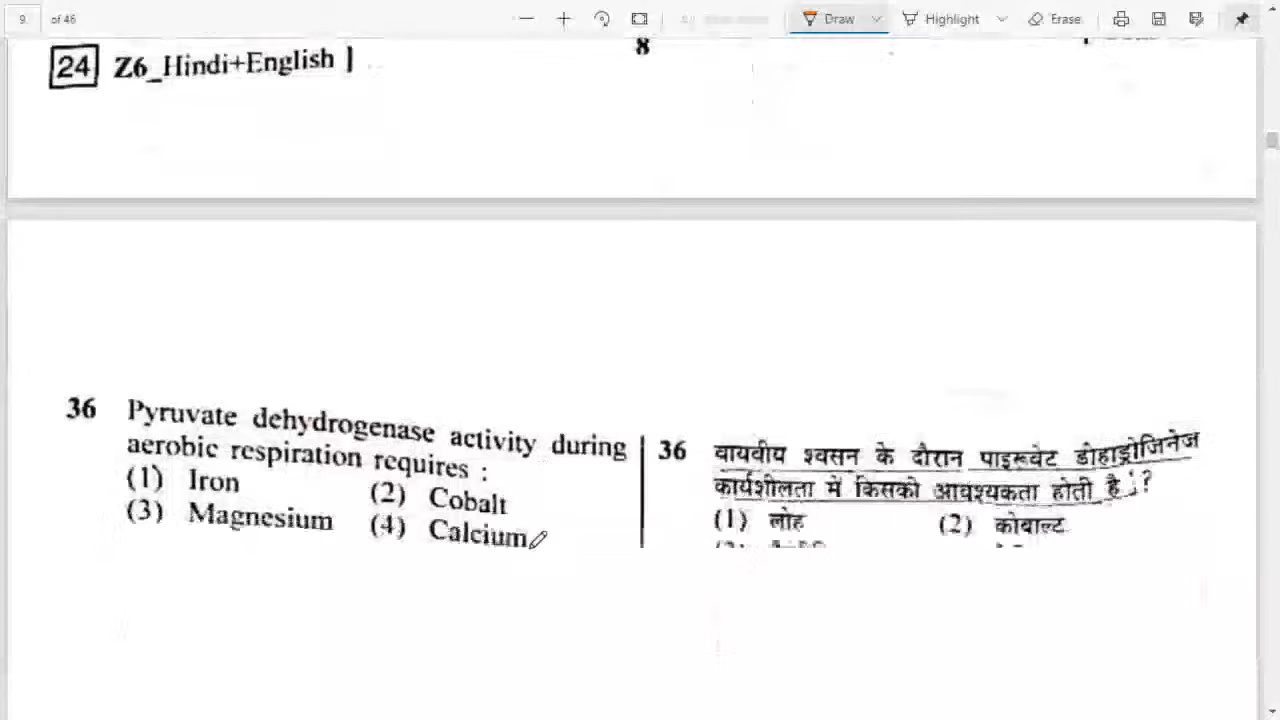 9 of 46
Draw
Highlight
Erase
8
24 Z6_Hindi+English ]
36 Pyruvate dehydrogenase activity during
aerobic respiration requires :
(1) Iron (2) Cobalt
(3) Magnesium (4) Calcium
36 वायवीय श्वसन के दौरान पाइरूवेट डीहाइड्रोजिनेज
कार्यशीलता में किसको आवश्यकता होती है ?
(1) लोह (2) कोबाल्ट